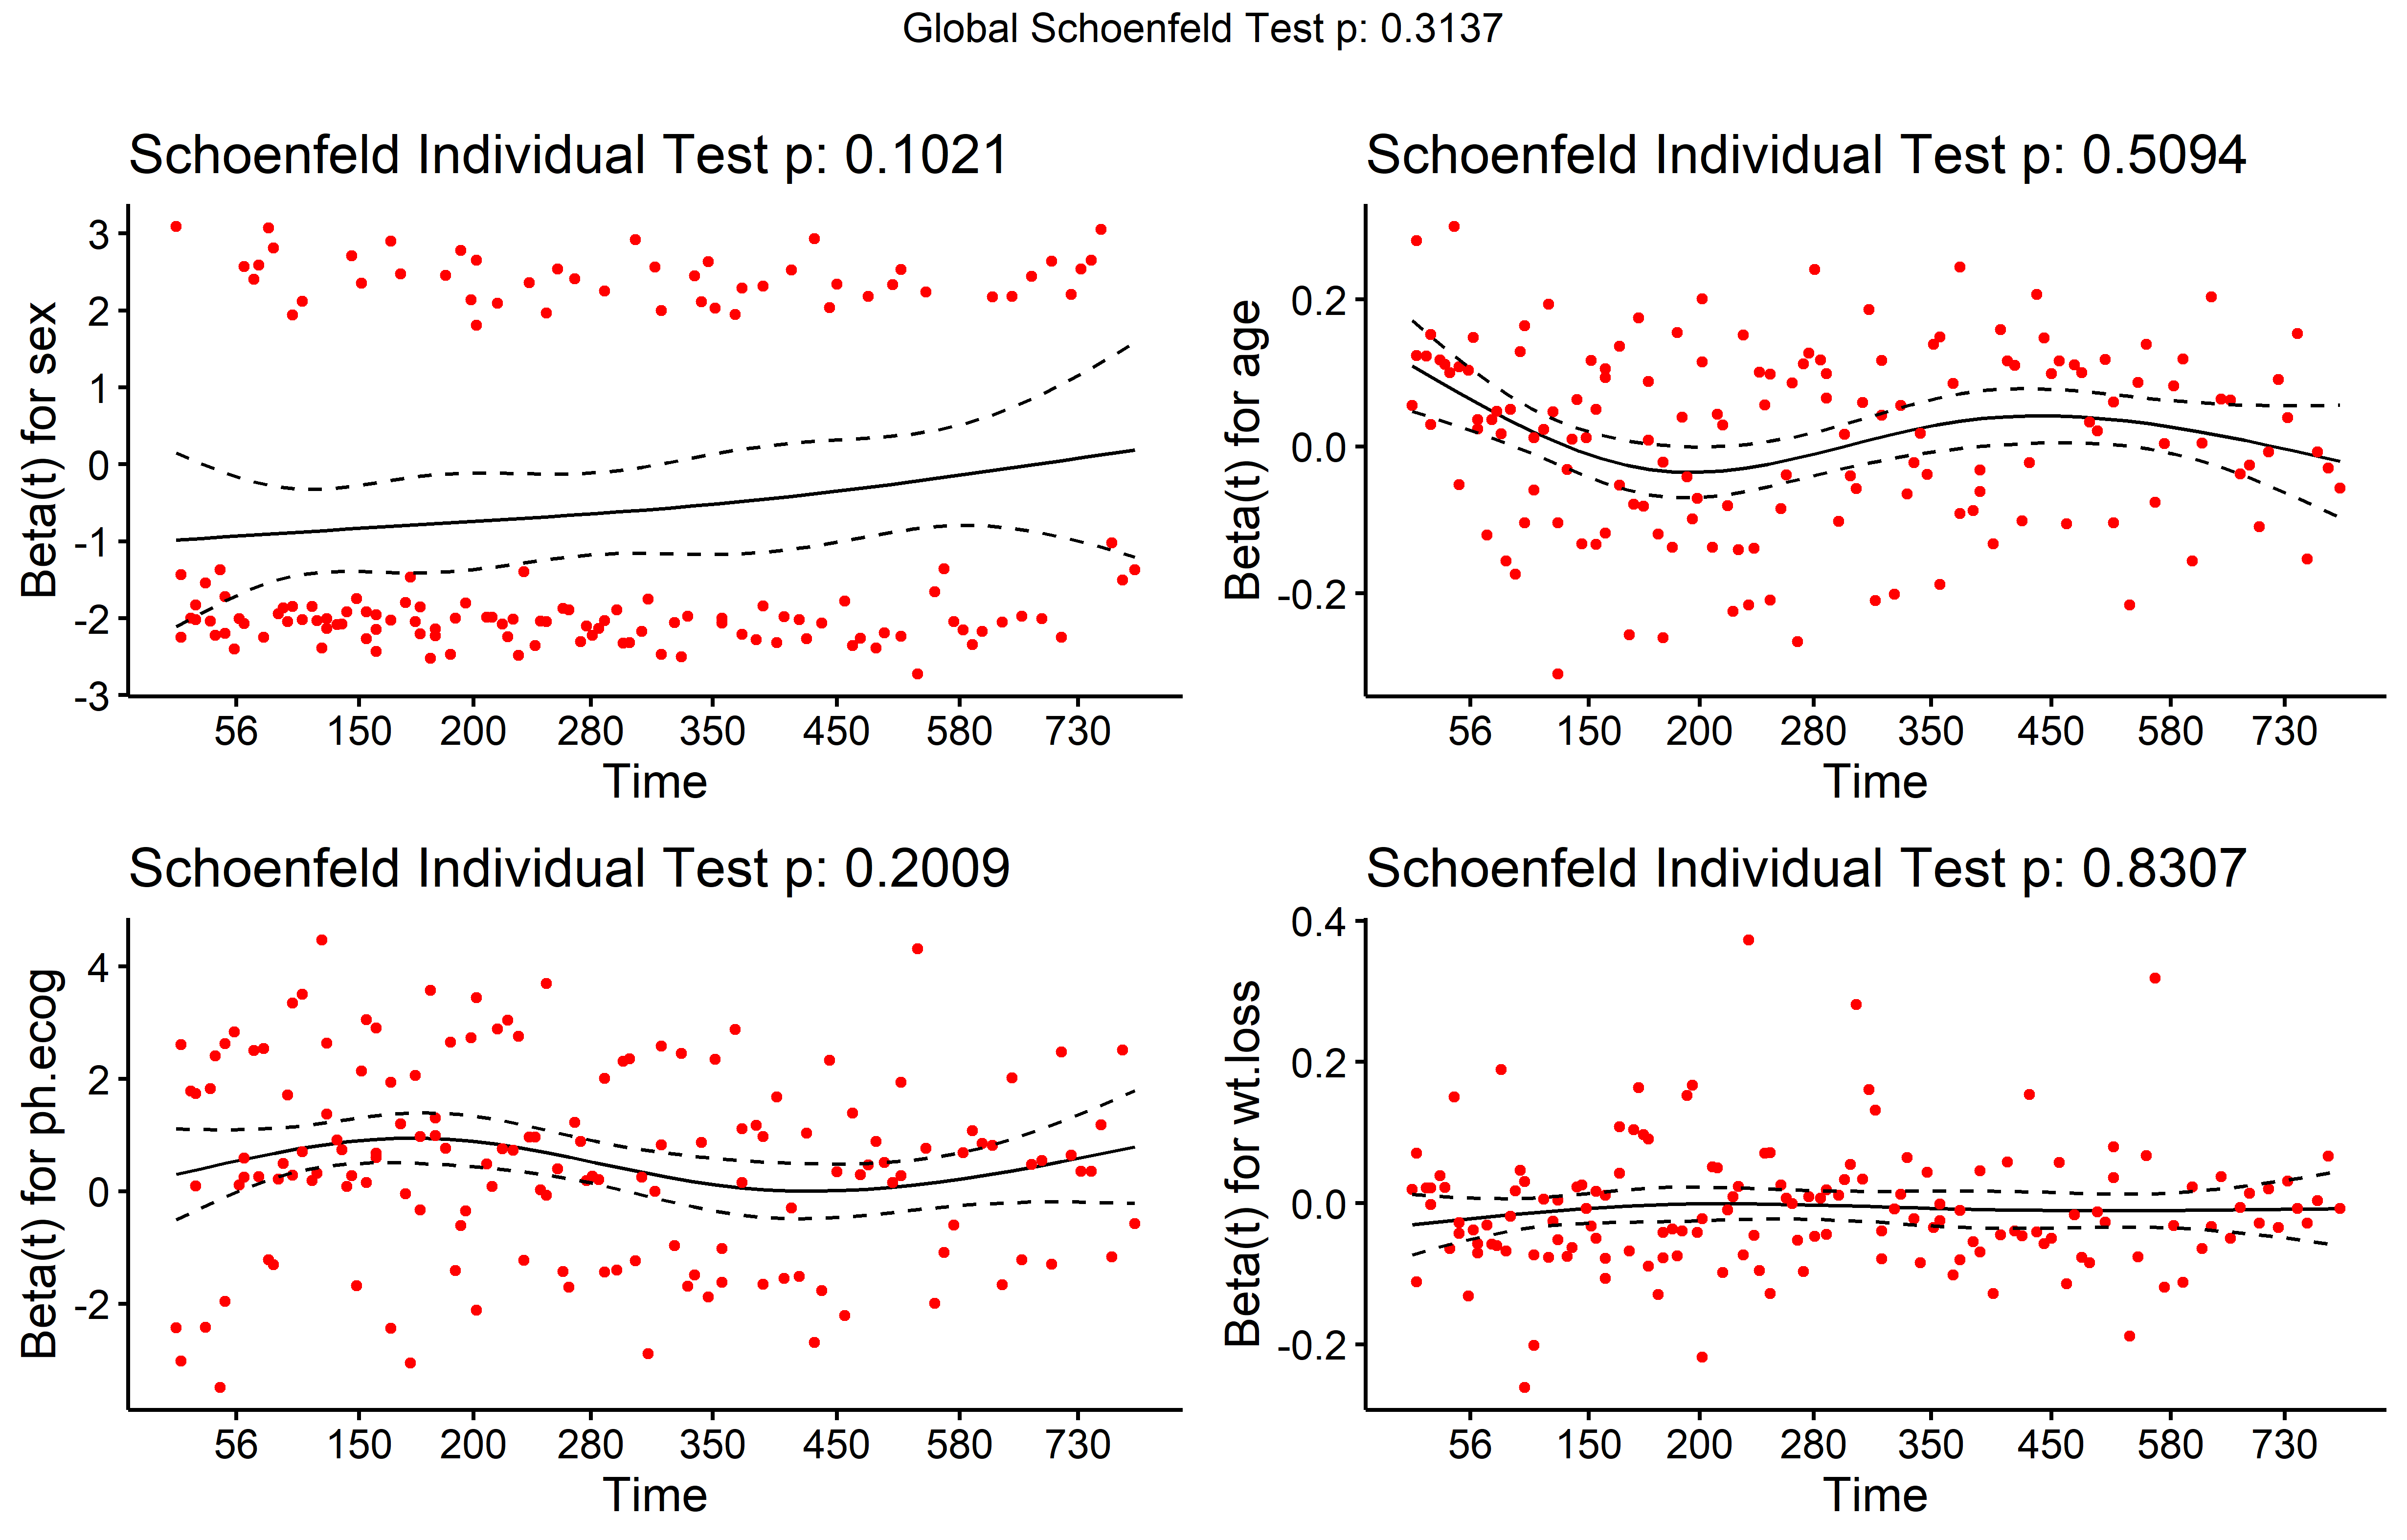 Global Schoenfeld Test p: 0.3137
Schoenfeld Individual Test p: 0.1021
Beta(t) for sex
3
2
1
0
-1
-2
-3
56 150 200 280 350 450 580 730
Time
Schoenfeld Individual Test p: 0.5094
Beta(t) for age
0.2
0.0
-0.2
56 150 200 280 350 450 580 730
Time
Schoenfeld Individual Test p: 0.2009
Beta(t) for ph.ecog
4
2
0
-2
56 150 200 280 350 450 580 730
Time
Schoenfeld Individual Test p: 0.8307
Beta(t) for wt.loss
0.4
0.2
0.0
-0.2
56 150 200 280 350 450 580 730
Time